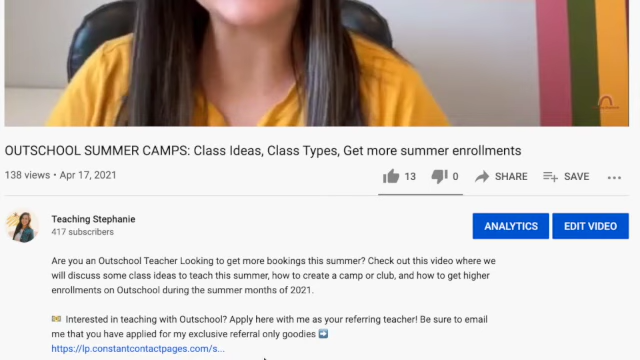 OUTSCHOOL SUMMER CAMPS: Class Ideas, Class Types, Get more summer enrollments
138 views • Apr 17, 2021
13 0 SHARE SAVE
Teaching Stephanie
417 subscribers
ANALYTICS EDIT VIDEO
Are you an Outschool Teacher Looking to get more bookings this summer? Check out this video where we
will discuss some class ideas to teach this summer, how to create a camp or club, and how to get higher
enrollments on Outschool during the summer months of 2021.
Interested in teaching with Outschool? Apply here with me as your referring teacher! Be sure to email
me that you have applied for my exclusive referral only goodies
https://lp.constantcontactpages.com/s...